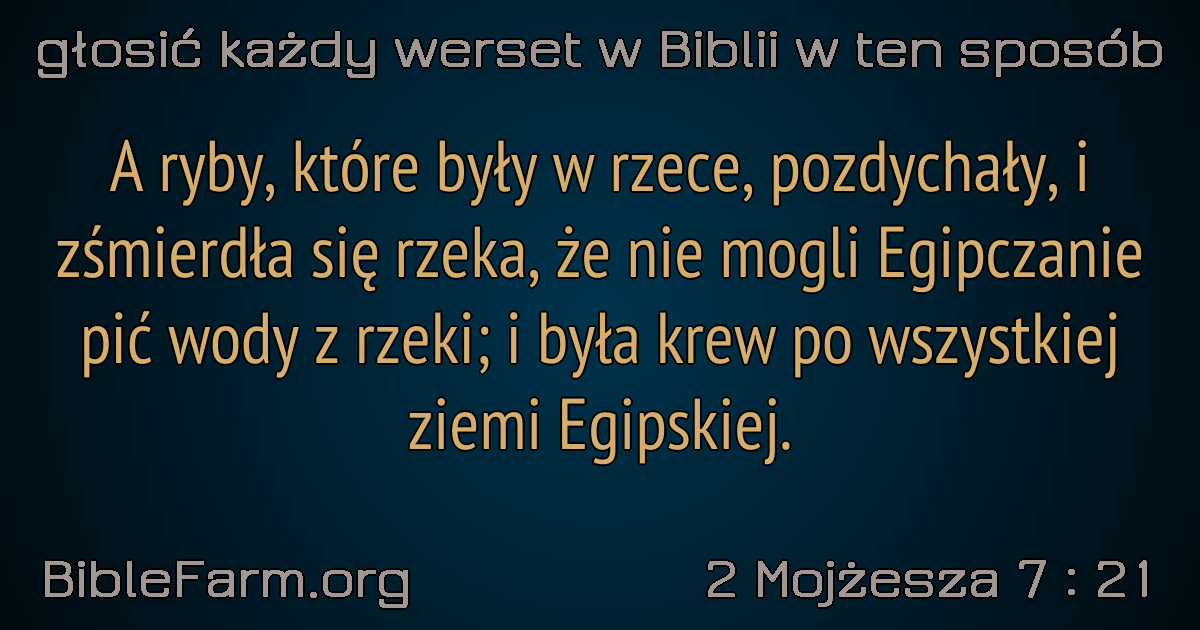 głosić każdy werset w Biblii w ten sposób
A ryby, które były w rzece, pozdychały, i
zśmierdła się rzeka, że nie mogli Egipczanie
pić wody z rzeki; i była krew po wszystkiej
ziemi Egipskiej.
BibleFarm.org
2 Mojżesza 7 : 21